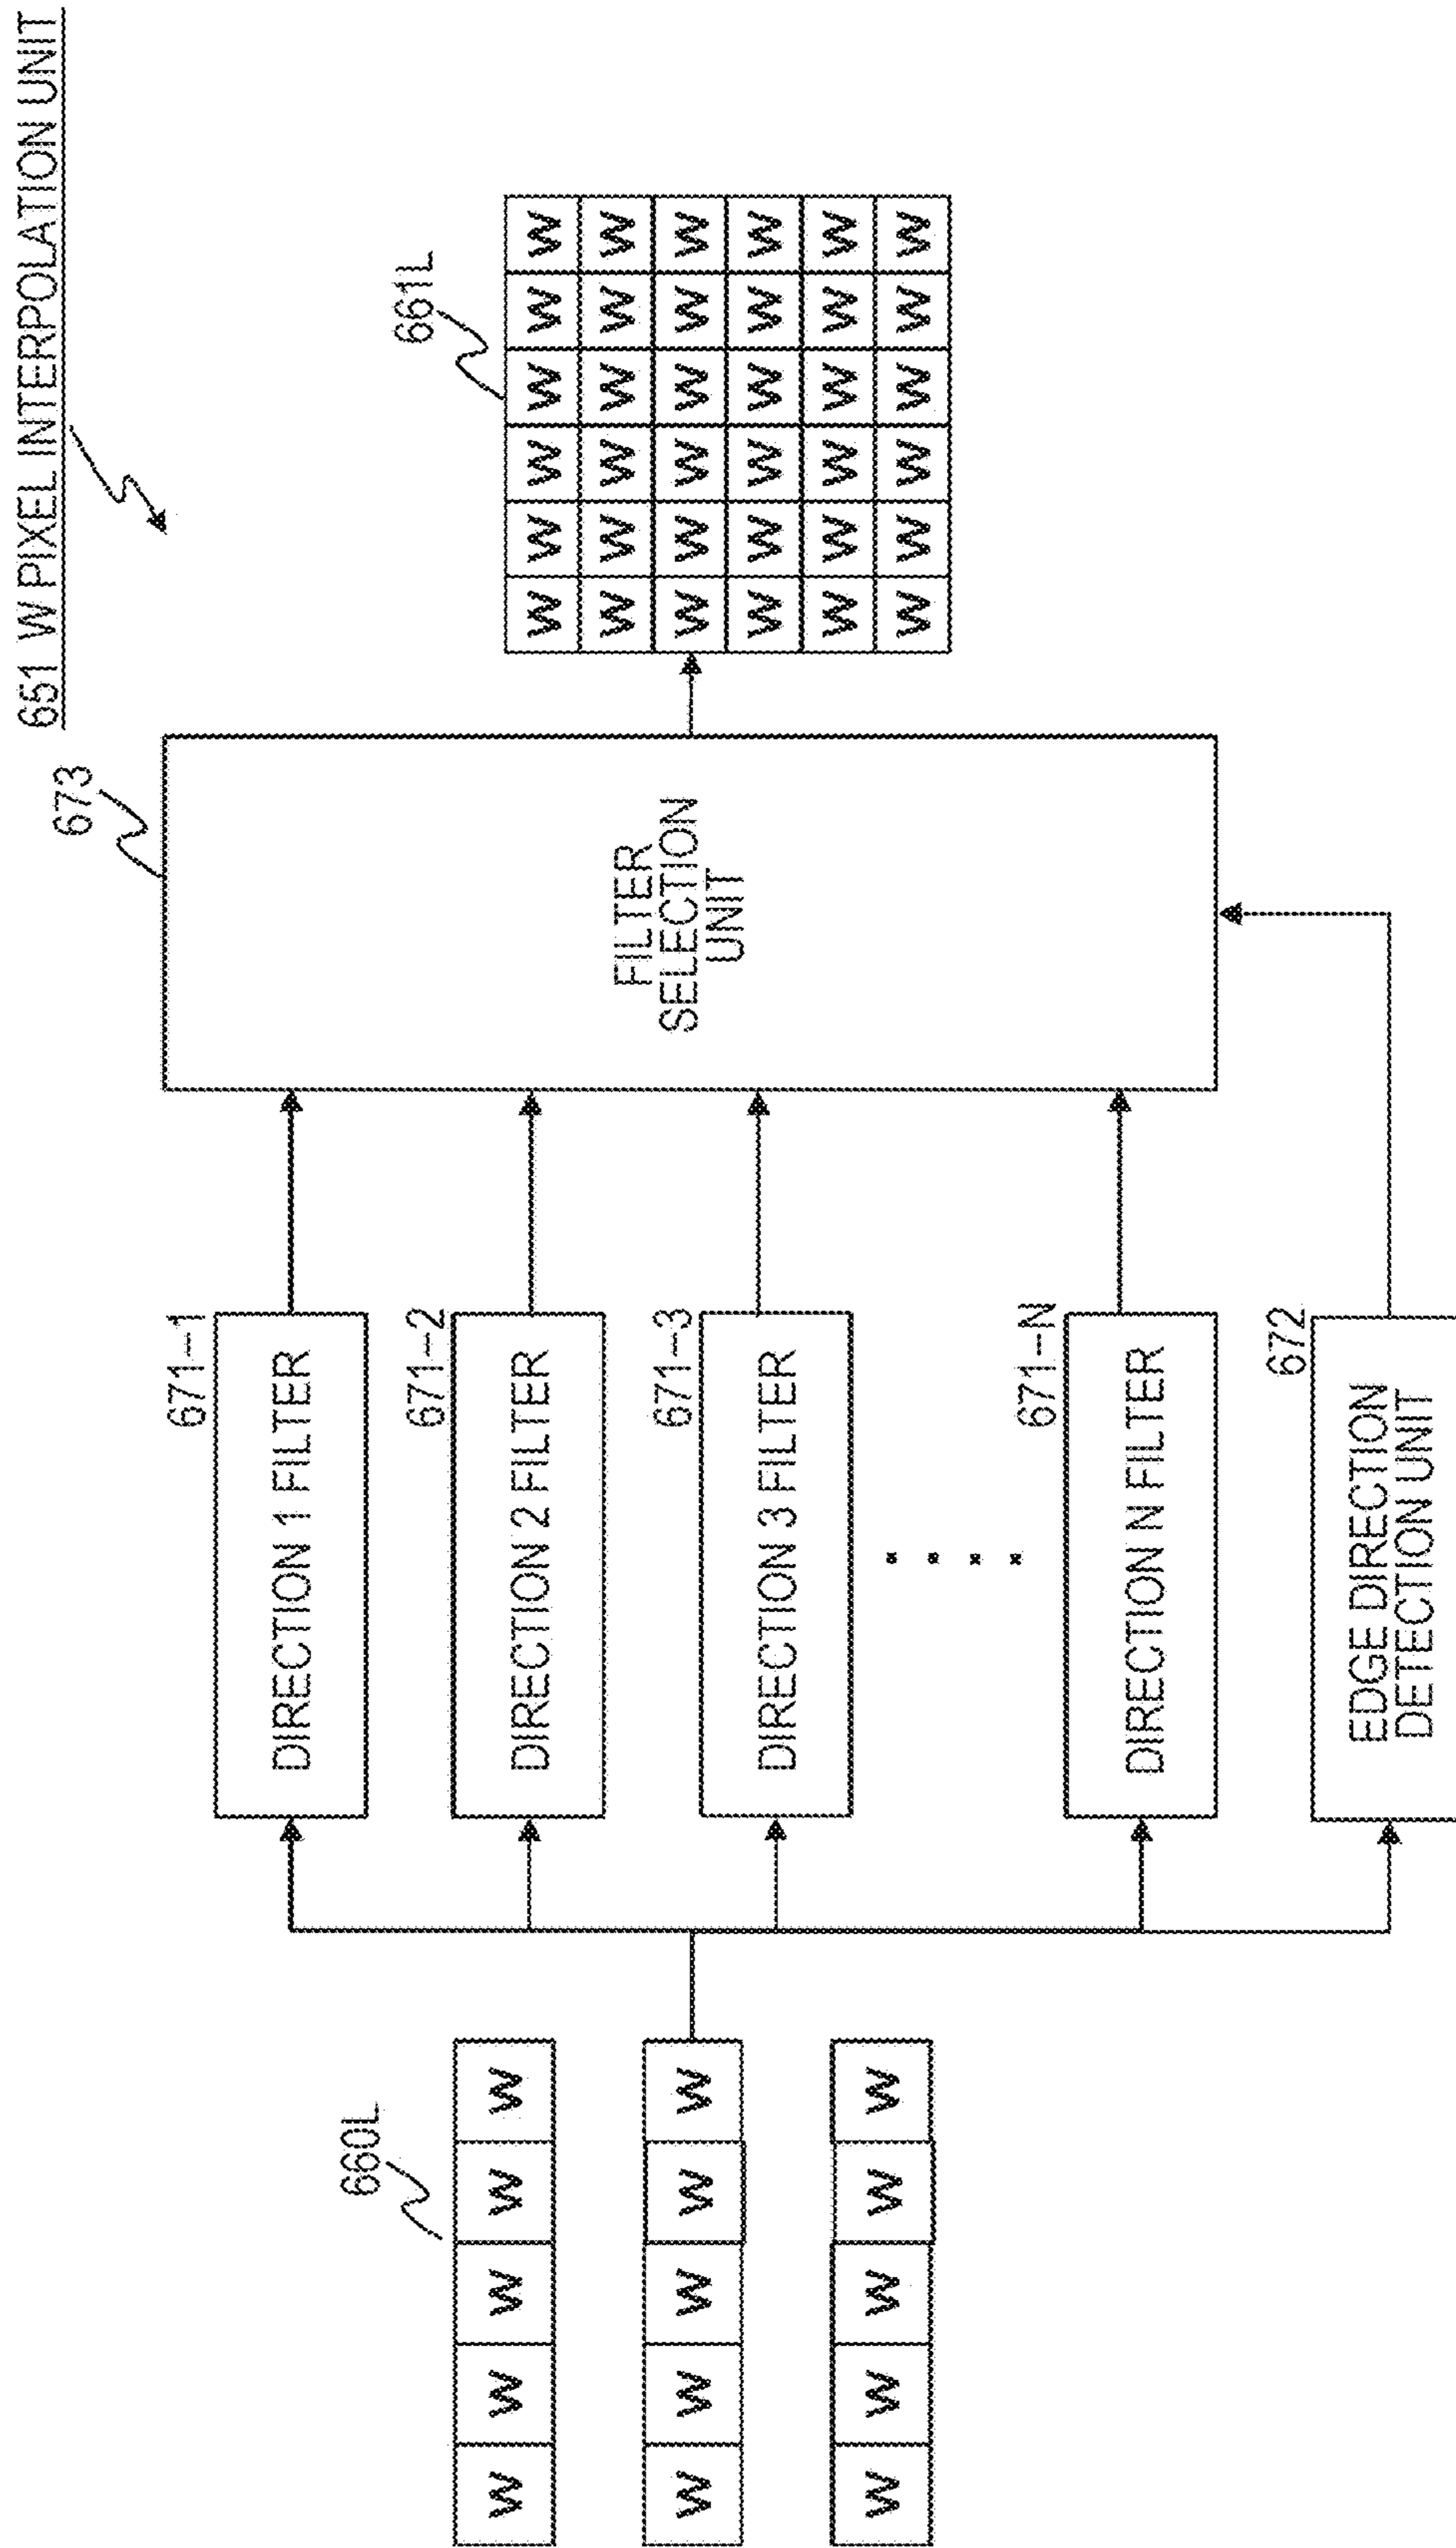 651 W PIXEL INTERPOLATION UNIT
660L
W W W W W
W W W W W
W W W W W
671-1
DIRECTION 1 FILTER
671-2
DIRECTION 2 FILTER
671-3
DIRECTION 3 FILTER
671-N
DIRECTION N FILTER
672
EDGE DIRECTION
DETECTION UNIT
673
FILTER
SELECTION
UNIT
661L
W W W W W W
W W W W W W
W W W W W W
W W W W W W
W W W W W W
W W W W W W